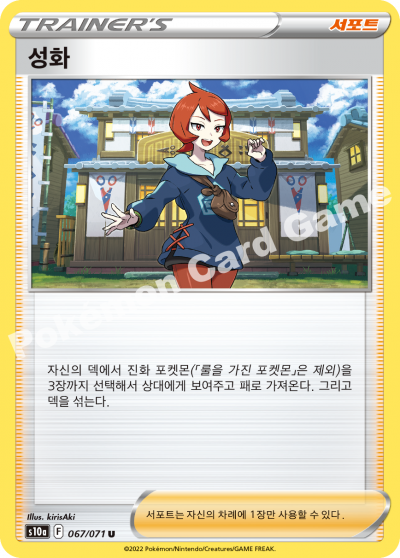 TRAINER'S
서포트
성화
Pokémon Card Game
자신의 덱에서 진화 포켓몬(「룰을 가진 포켓몬」은 제외)을
3장까지 선택해서 상대에게 보여주고 패로 가져온다. 그리고
덱을 섞는다.
Illus. kirisAki
s10a F 067/071 U
서포트는 자신의 차례에 1장만 사용할 수 있다.
©2022 Pokémon/Nintendo/Creatures/GAME FREAK.